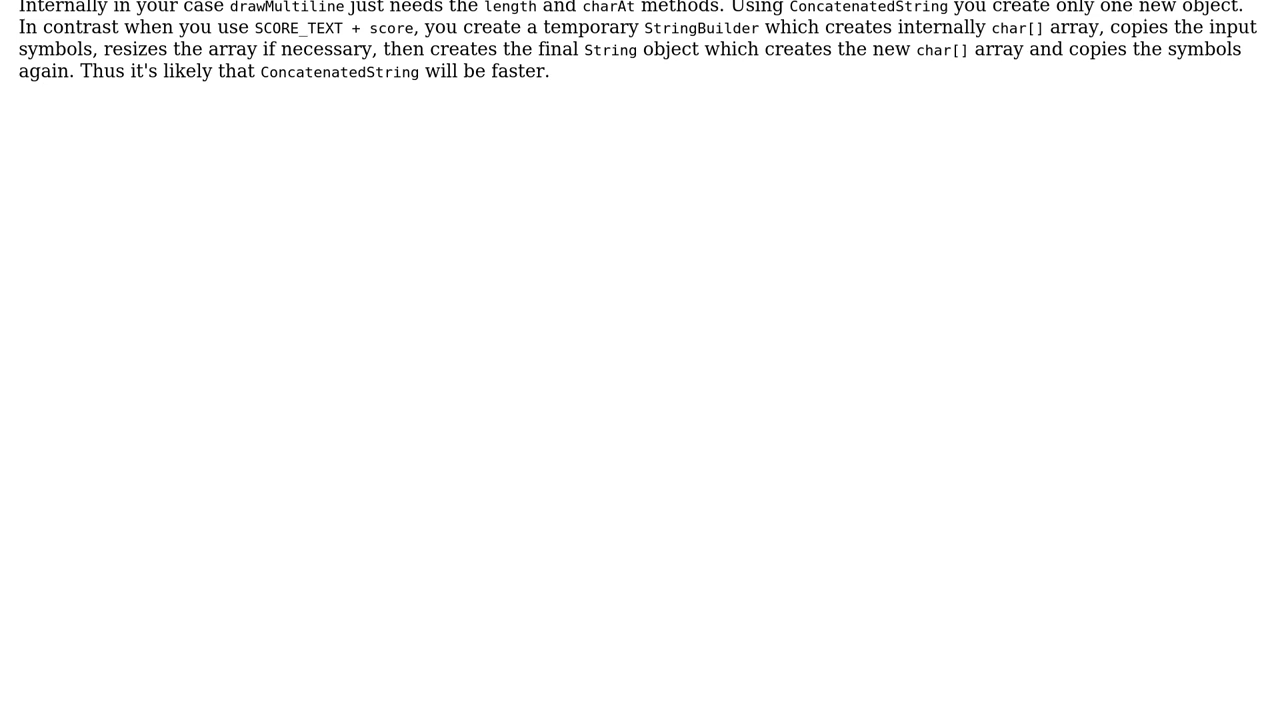 Internally in your case drawMultiline just needs the length and charAt methods. Using ConcatenatedString you create only one new object.
In contrast when you use SCORE_TEXT + score, you create a temporary StringBuilder which creates internally char[] array, copies the input
symbols, resizes the array if necessary, then creates the final String object which creates the new char[] array and copies the symbols
again. Thus it's likely that ConcatenatedString will be faster.